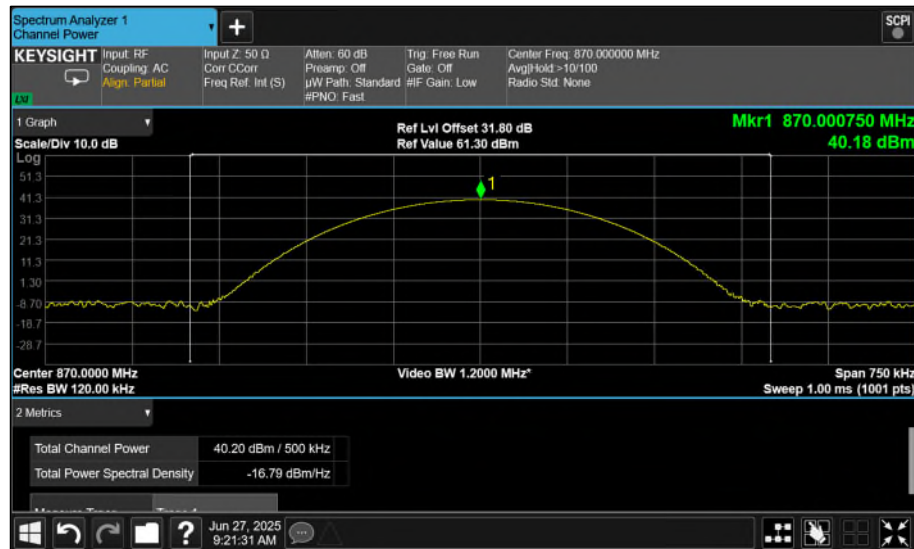 Spectrum Analyzer 1
Channel Power
+
SCPI
KEYSIGHT
Input: RF
Coupling: AC
Align: Partial
Input Z: 50 Ω
Corr CCorr
Freq Ref: Int (S)
Atten: 60 dB
Preamp: Off
µW Path: Standard
#PNO: Fast
Trig: Free Run
Gate: Off
#IF Gain: Low
Center Freq: 870.000000 MHz
Avg|Hold:>10/100
Radio Std: None
LXI
1 Graph
Scale/Div 10.0 dB
Ref Lvl Offset 31.80 dB
Ref Value 61.30 dBm
Mkr1 870.000750 MHz
40.18 dBm
Log
51.3
41.3
31.3
21.3
11.3
1.30
-8.70
-18.7
-28.7
1
Center 870.0000 MHz
#Res BW 120.00 kHz
Video BW 1.2000 MHz*
Span 750 kHz
Sweep 1.00 ms (1001 pts)
2 Metrics
Total Channel Power 40.20 dBm / 500 kHz
Total Power Spectral Density -16.79 dBm/Hz
?
Jun 27, 2025
9:21:31 AM